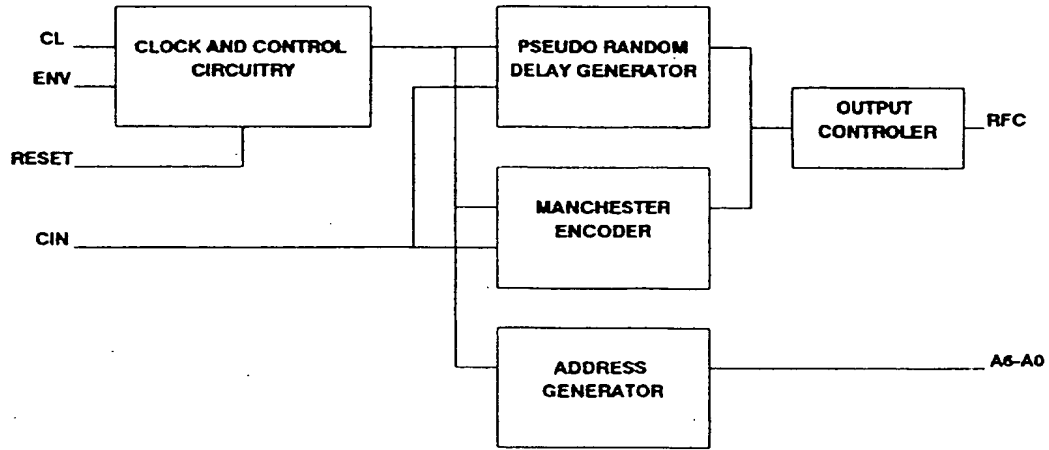 CL
ENV
RESET
CIN
CLOCK AND CONTROL
CIRCUITRY
PSEUDO RANDOM
DELAY GENERATOR
MANCHESTER
ENCODER
ADDRESS
GENERATOR
OUTPUT
CONTROLER
RFC
A6-A0